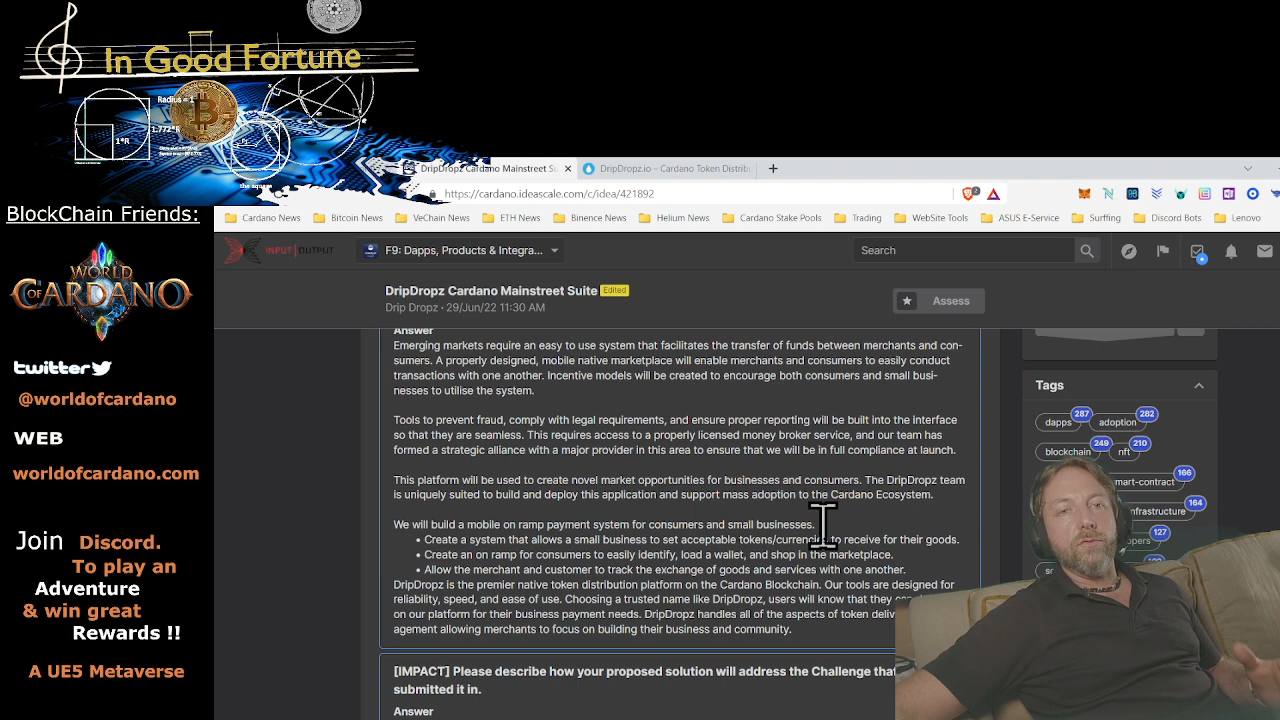 In Good Fortune
Radius = 1
1.772*R
1*R
the square
BlockChain Friends:
WORLD
OF CARDANO
twitter
@worldofcardano
WEB
worldofcardano.com
Join Discord.
To play an
Adventure
& win great
Rewards !!
A UE5 Metaverse
DripDropz Cardano Mainstreet Su
DripDropz.io – Cardano Token Distrib
https://cardano.ideascale.com/c/idea/421892
2
Cardano News
Bitcoin News
VeChain News
ETH News
Binence News
Helium News
Cardano Stake Pools
Trading
WebSite Tools
ASUS E-Service
Surffing
Discord Bots
Lenovo
INPUT | OUTPUT
F9: Dapps, Products & Integra...
Search
DripDropz Cardano Mainstreet Suite Edited
Drip Dropz · 29/Jun/22 11:30 AM
Assess
Answer
Emerging markets require an easy to use system that facilitates the transfer of funds between merchants and con-
sumers. A properly designed, mobile native marketplace will enable merchants and consumers to easily conduct
transactions with one another. Incentive models will be created to encourage both consumers and small busi-
nesses to utilise the system.
Tools to prevent fraud, comply with legal requirements, and ensure proper reporting will be built into the interface
so that they are seamless. This requires access to a properly licensed money broker service, and our team has
formed a strategic alliance with a major provider in this area to ensure that we will be in full compliance at launch.
This platform will be used to create novel market opportunities for businesses and consumers. The DripDropz team
is uniquely suited to build and deploy this application and support mass adoption to the Cardano Ecosystem.
We will build a mobile on ramp payment system for consumers and small businesses.
• Create a system that allows a small business to set acceptable tokens/curren to receive for their goods.
• Create an on ramp for consumers to easily identify, load a wallet, and shop in the marketplace.
• Allow the merchant and customer to track the exchange of goods and services with one another.
DripDropz is the premier native token distribution platform on the Cardano Blockchain. Our tools are designed for
reliability, speed, and ease of use. Choosing a trusted name like DripDropz, users will know that they
on our platform for their business payment needs. DripDropz handles all of the aspects of token deliv
agement allowing merchants to focus on building their business and community.
[IMPACT] Please describe how your proposed solution will address the Challenge that
submitted it in.
Answer
Tags
dapps 287
adoption 282
blockchain 249
nft 210
mart-contract 166
frastructure 164
opers 127